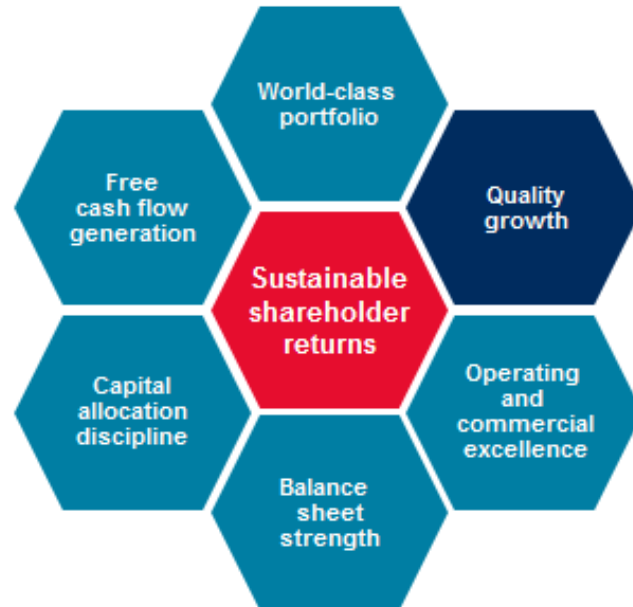 World-class
portfolio
Quality
growth
Operating
and
commercial
excellence
Balance
sheet
strength
Capital
allocation
discipline
Free
cash flow
generation
Sustainable
shareholder
returns